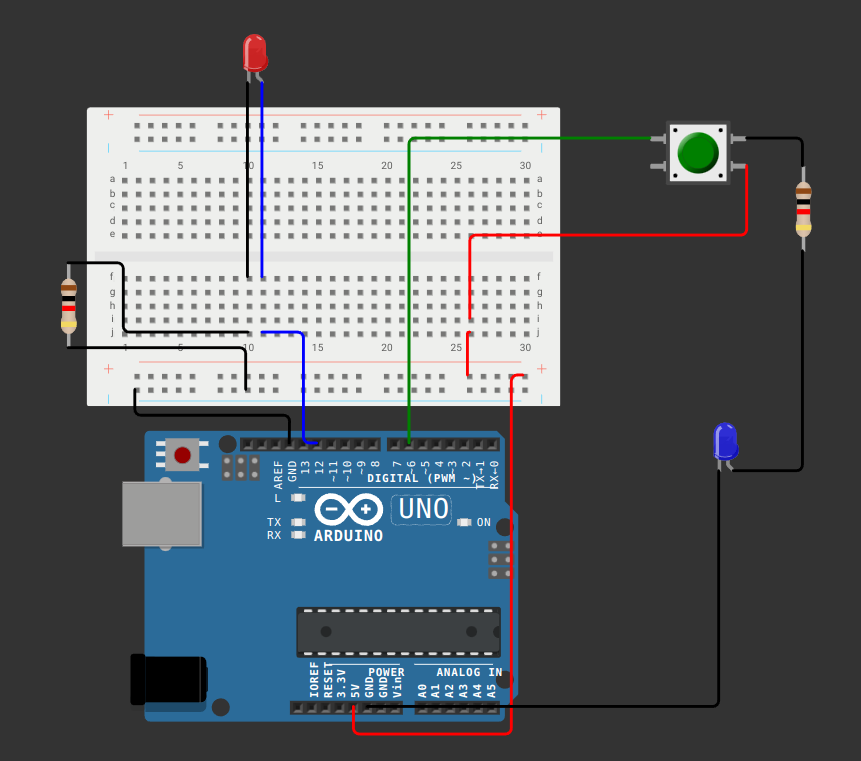 + +
1 5 10 15 20 25 30
a a
b b
c c
d d
e e
f f
g g
h h
i i
j j
1 5 10 15 20 25 30
+ +
AREF
GND
13
12
~11
~10
~9
8
7
~6
~5
4
~3
2
TX→1
RX←0
DIGITAL (PWM ~)
L
TX
RX
UNO
ON
ARDUINO
IOREF
RESET
3.3V
5V
GND
GND
Vin
POWER
ANALOG IN
A0
A1
A2
A3
A4
A5